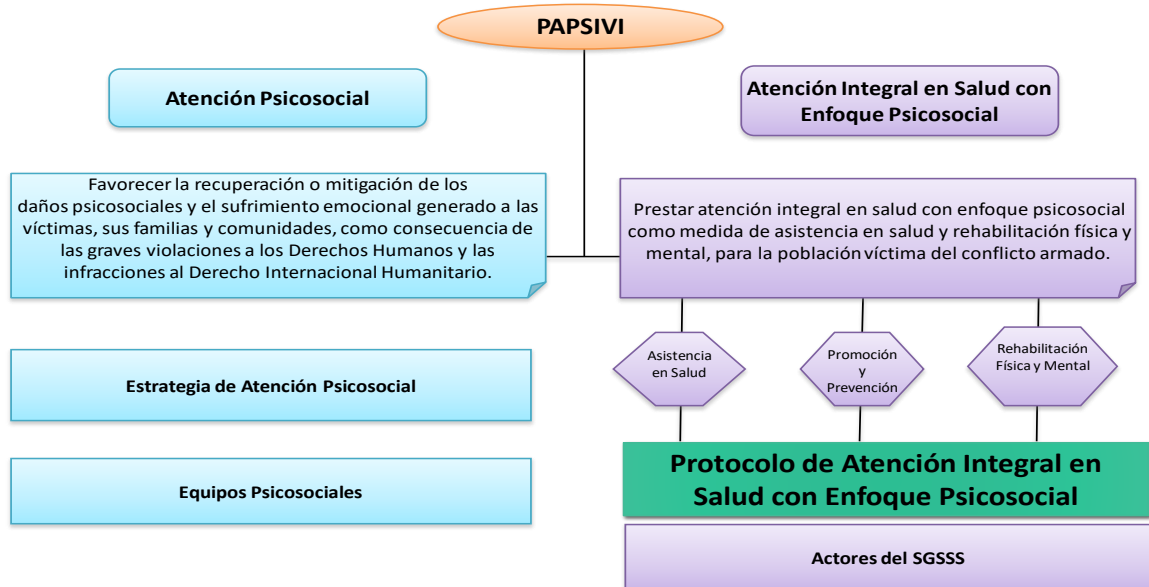 PAPSIVI
Atención Psicosocial
Atención Integral en Salud con
Enfoque Psicosocial
Favorecer la recuperación o mitigación de los
daños psicosociales y el sufrimiento emocional generado a las
víctimas, sus familias y comunidades, como consecuencia de
las graves violaciones a los Derechos Humanos y las
infracciones al Derecho Internacional Humanitario.
Prestar atención integral en salud con enfoque psicosocial
como medida de asistencia en salud y rehabilitación física y
mental, para la población víctima del conflicto armado.
Asistencia
en Salud
Promoción
y
Prevención
Rehabilitación
Física y Mental
Estrategia de Atención Psicosocial
Equipos Psicosociales
Protocolo de Atención Integral en
Salud con Enfoque Psicosocial
Actores del SGSSS